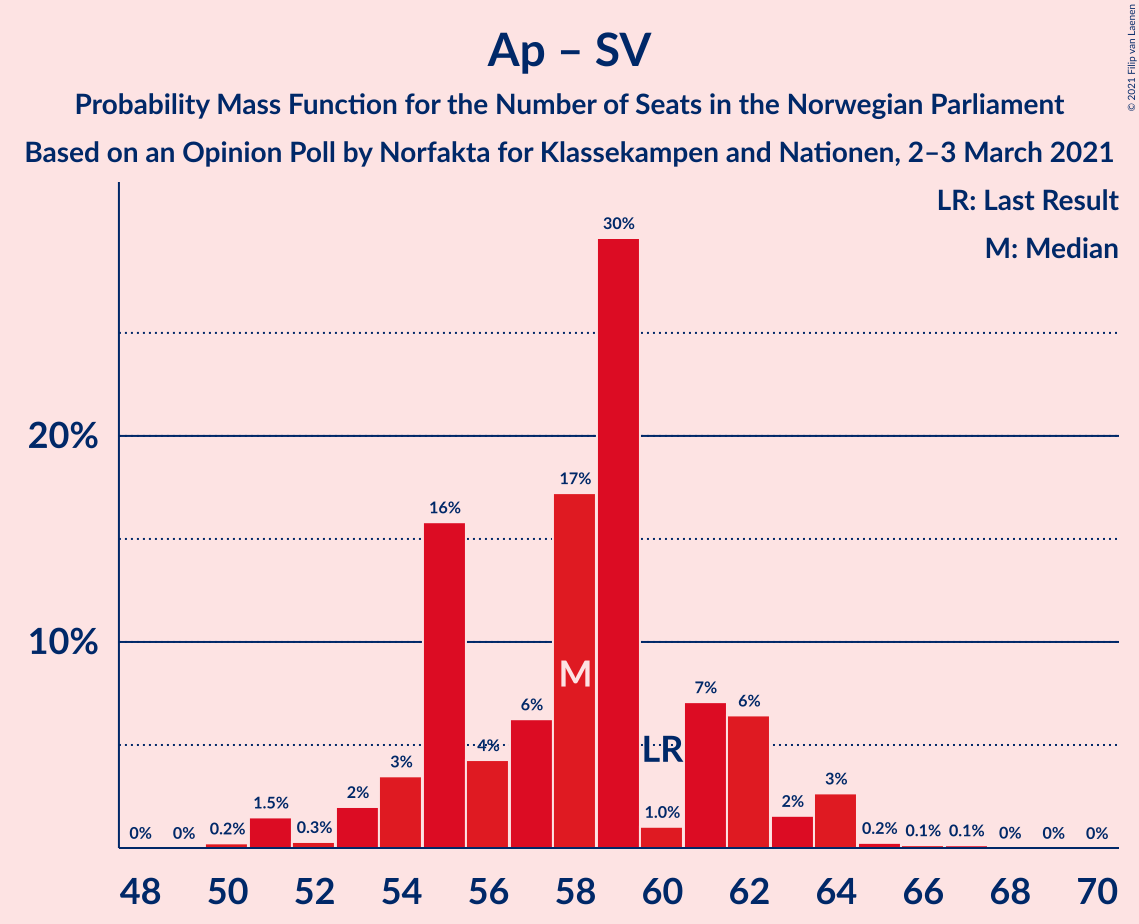 © 2021 Filip van Laenen
Ap – SV
Probability Mass Function for the Number of Seats in the Norwegian Parliament
Based on an Opinion Poll by Norfakta for Klassekampen and Nationen, 2–3 March 2021
LR: Last Result
M: Median
20%
10%
0% 0% 0.2% 1.5% 0.3% 2% 3% 16% 4% 6% 17% 30% 1.0% 7% 6% 2% 3% 0.2% 0.1% 0.1% 0% 0% 0%
M
LR
48 50 52 54 56 58 60 62 64 66 68 70